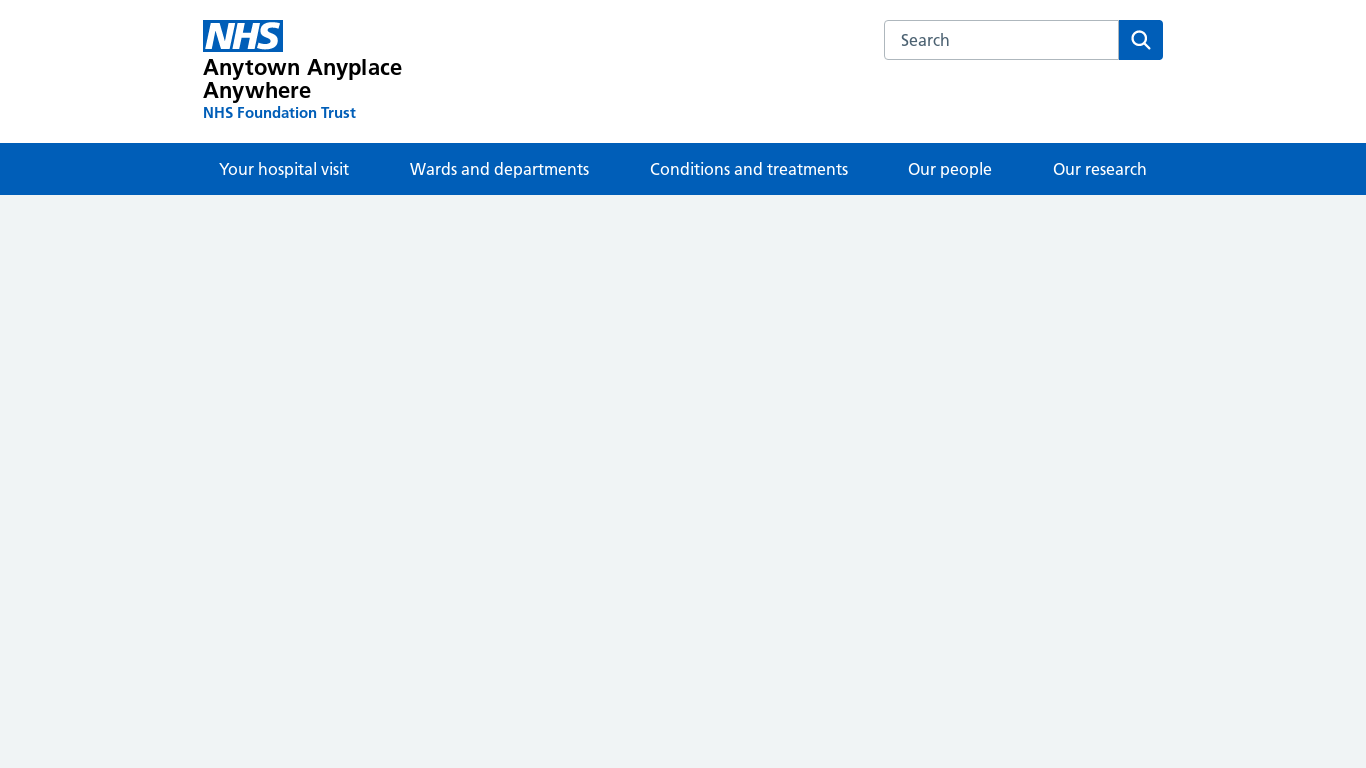 NHS
Search
Anytown Anyplace
Anywhere
NHS Foundation Trust
Your hospital visit
Wards and departments
Conditions and treatments
Our people
Our research